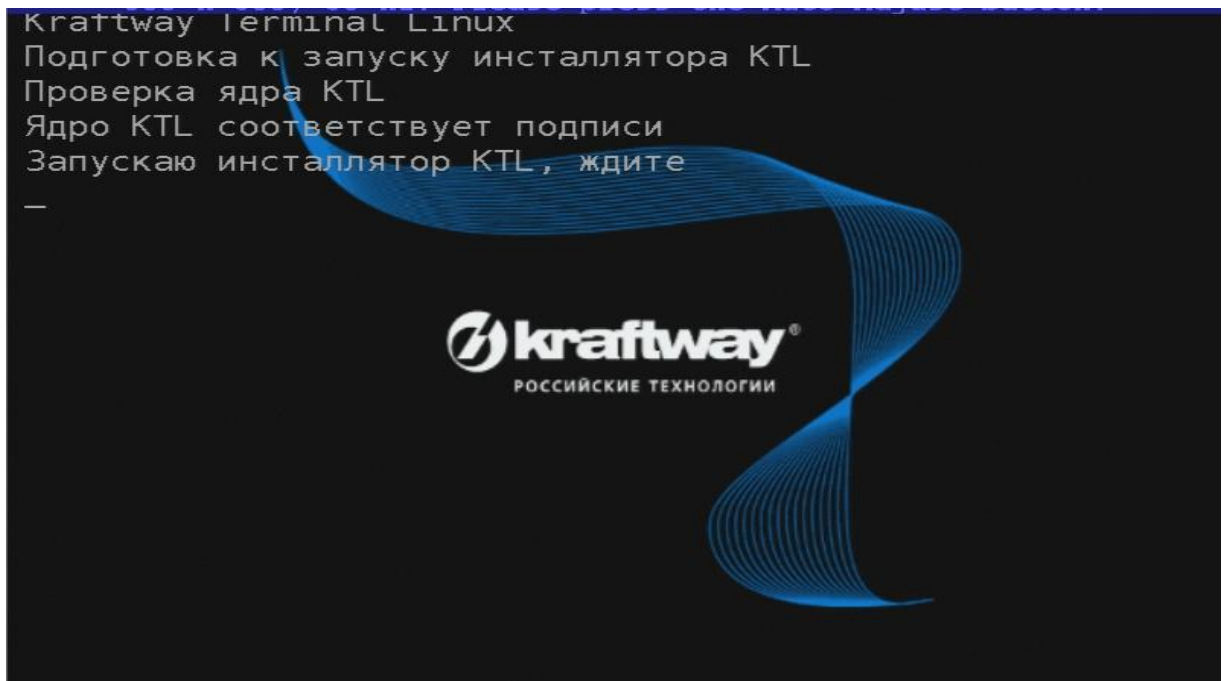 Kraftway Terminal Linux
Подготовка к запуску инсталлятора KTL
Проверка ядра KTL
Ядро KTL соответствует подписи
Запускаю инсталлятор KTL, ждите
_
kraftway®
РОССИЙСКИЕ ТЕХНОЛОГИИ